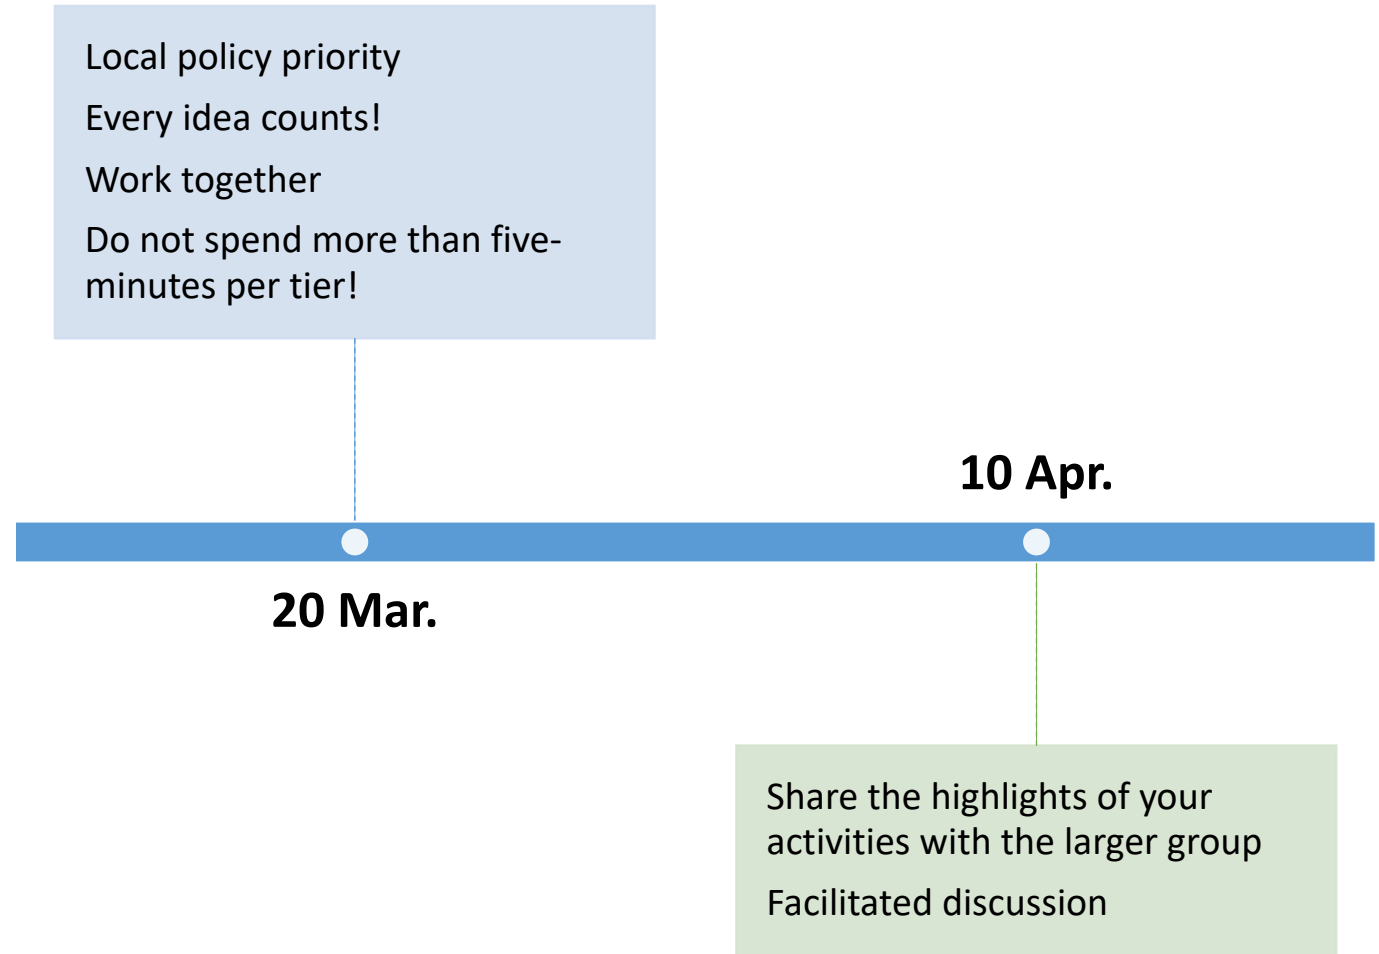 Local policy priority
Every idea counts!
Work together
Do not spend more than five-
minutes per tier!
20 Mar.
10 Apr.
Share the highlights of your
activities with the larger group
Facilitated discussion